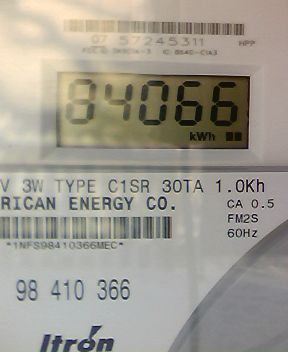 07 57245311 HPP
84066
kWh
V 3W TYPE C1SR 30TA 1.0Kh
RICAN ENERGY CO. CA 0.5
FM2S
*1NFS98410366MEC* 60Hz
98 410 366
Itron